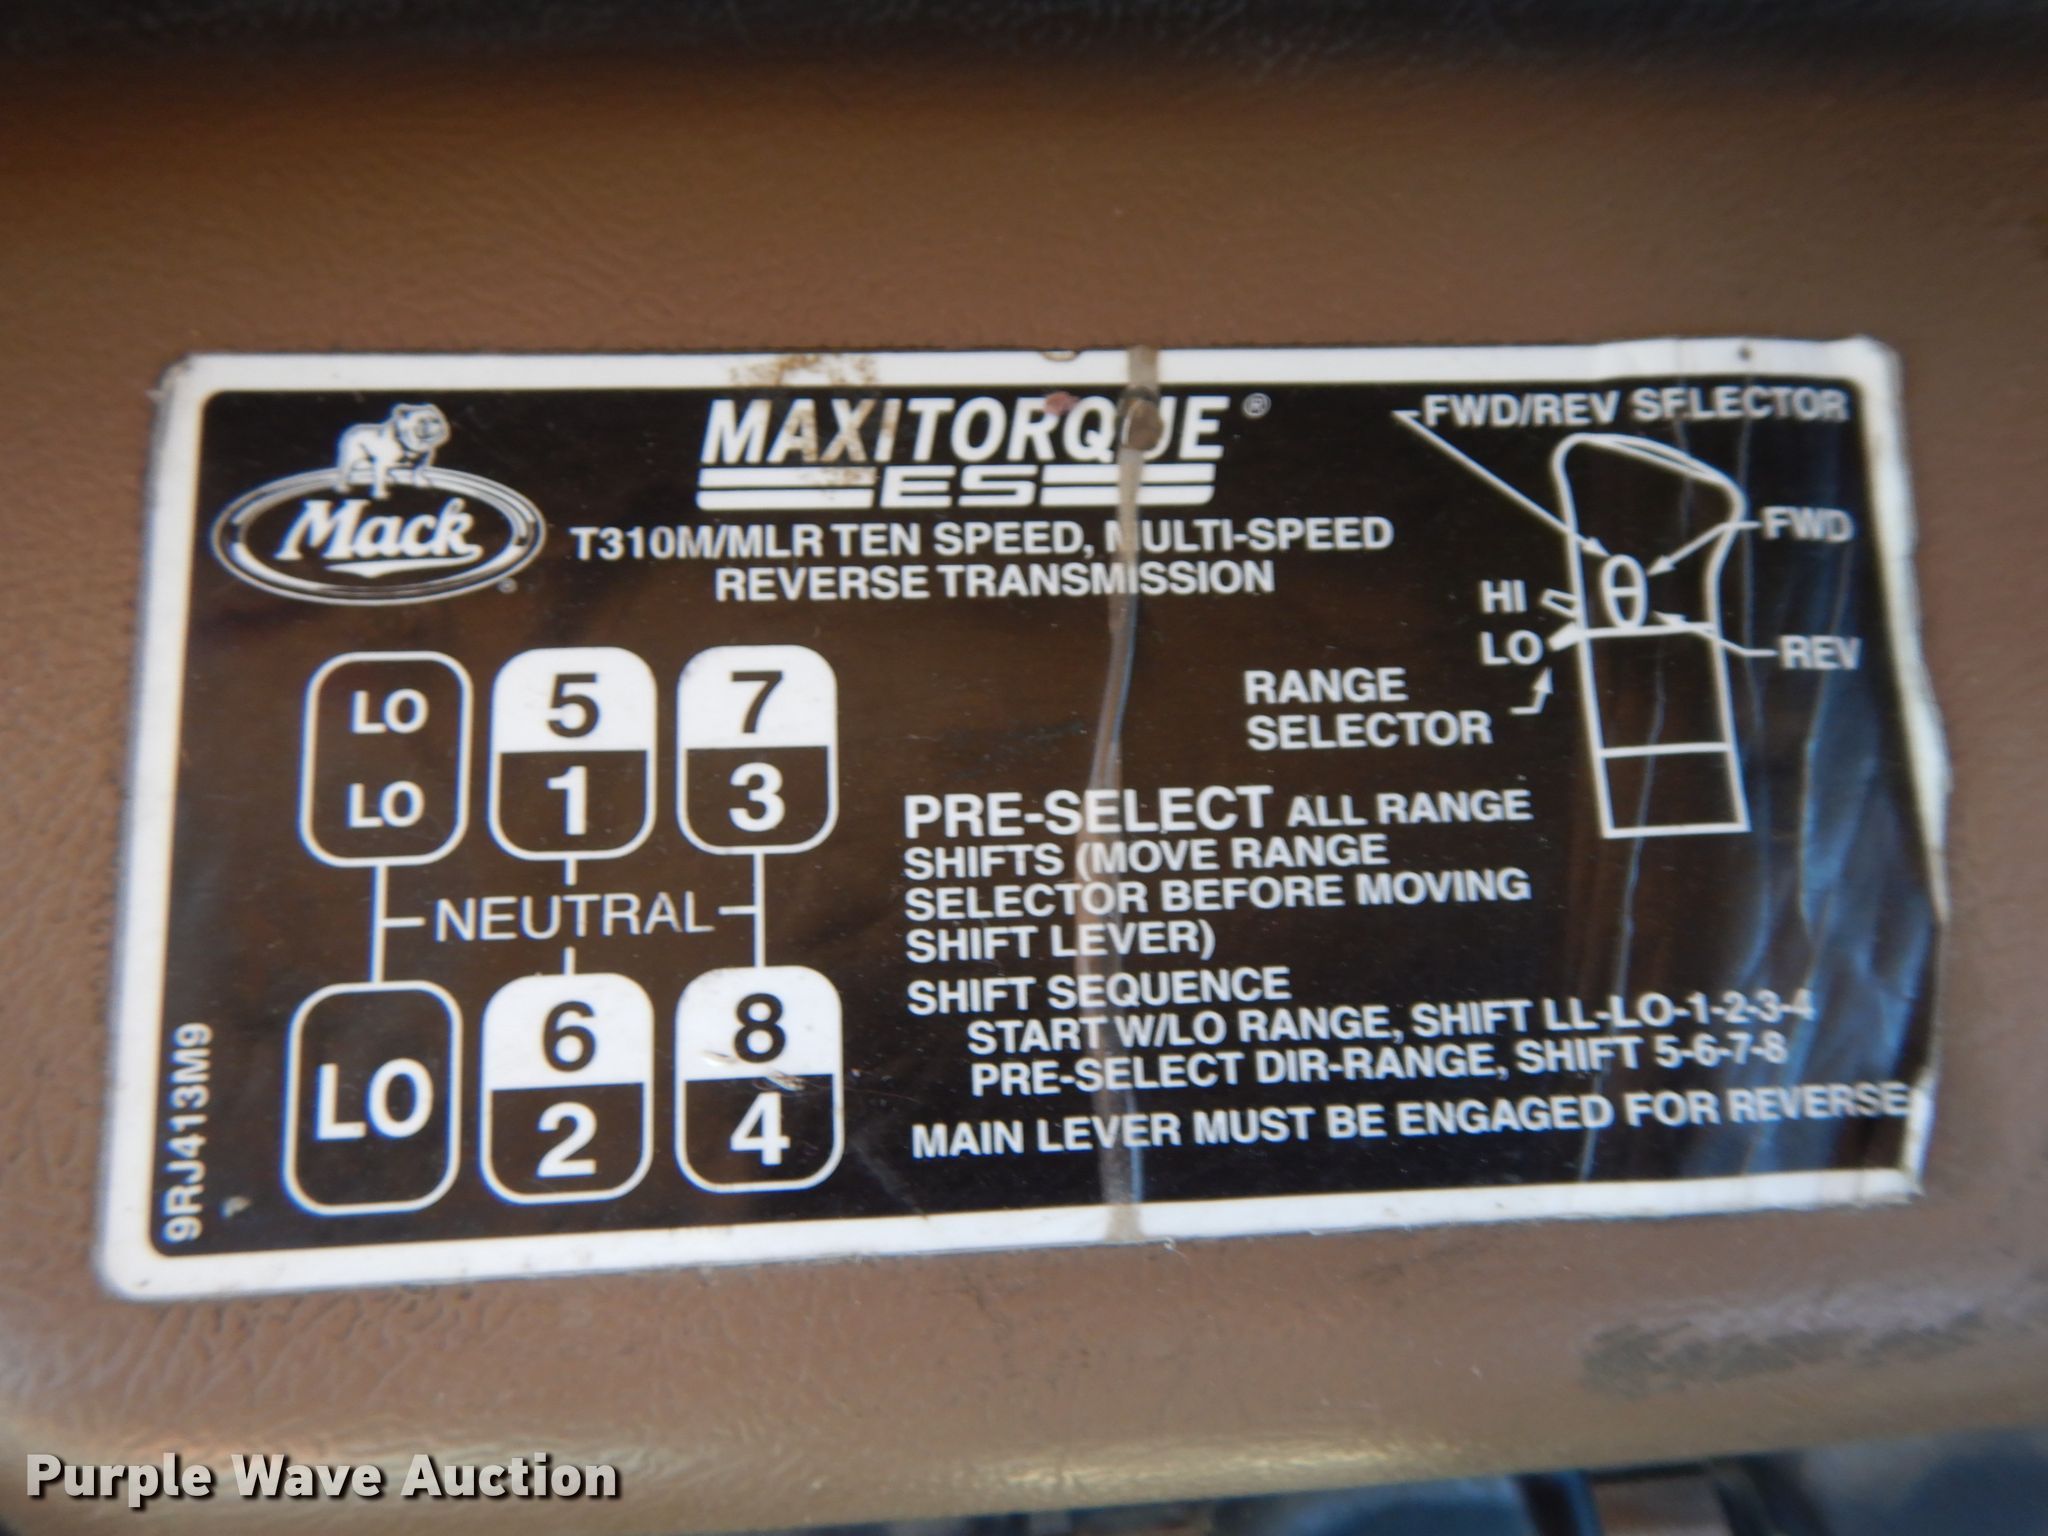 Mack
®
MAXITORQUE®
ES
T310M/MLR TEN SPEED, MULTI-SPEED
REVERSE TRANSMISSION
FWD/REV SELECTOR
FWD
HI
LO
REV
RANGE
SELECTOR
LO
LO
5
1
7
3
NEUTRAL
LO
6
2
8
4
PRE-SELECT ALL RANGE
SHIFTS (MOVE RANGE
SELECTOR BEFORE MOVING
SHIFT LEVER)
SHIFT SEQUENCE
START W/LO RANGE, SHIFT LL-LO-1-2-3-4
PRE-SELECT DIR-RANGE, SHIFT 5-6-7-8
MAIN LEVER MUST BE ENGAGED FOR REVERSE
9RJ413M9
Purple Wave Auction